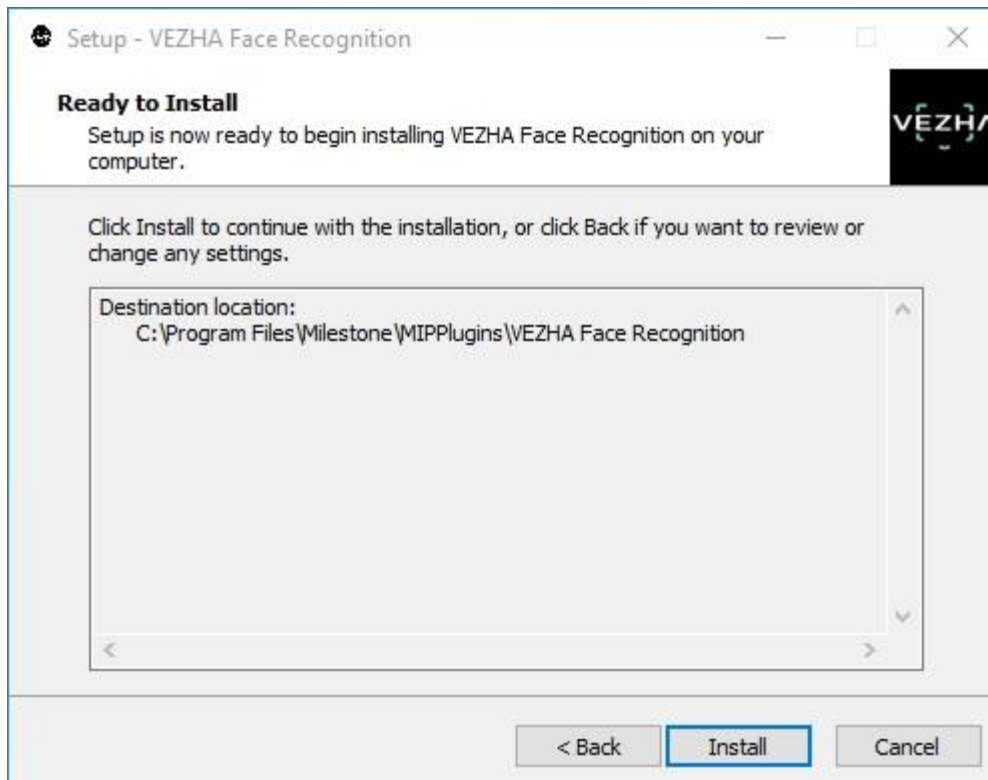 Setup - VEZHA Face Recognition
Ready to Install
Setup is now ready to begin installing VEZHA Face Recognition on your
computer.
VEZHA
Click Install to continue with the installation, or click Back if you want to review or
change any settings.
Destination location:
C:\Program Files\Milestone\MIPPlugins\VEZHA Face Recognition
< Back
Install
Cancel